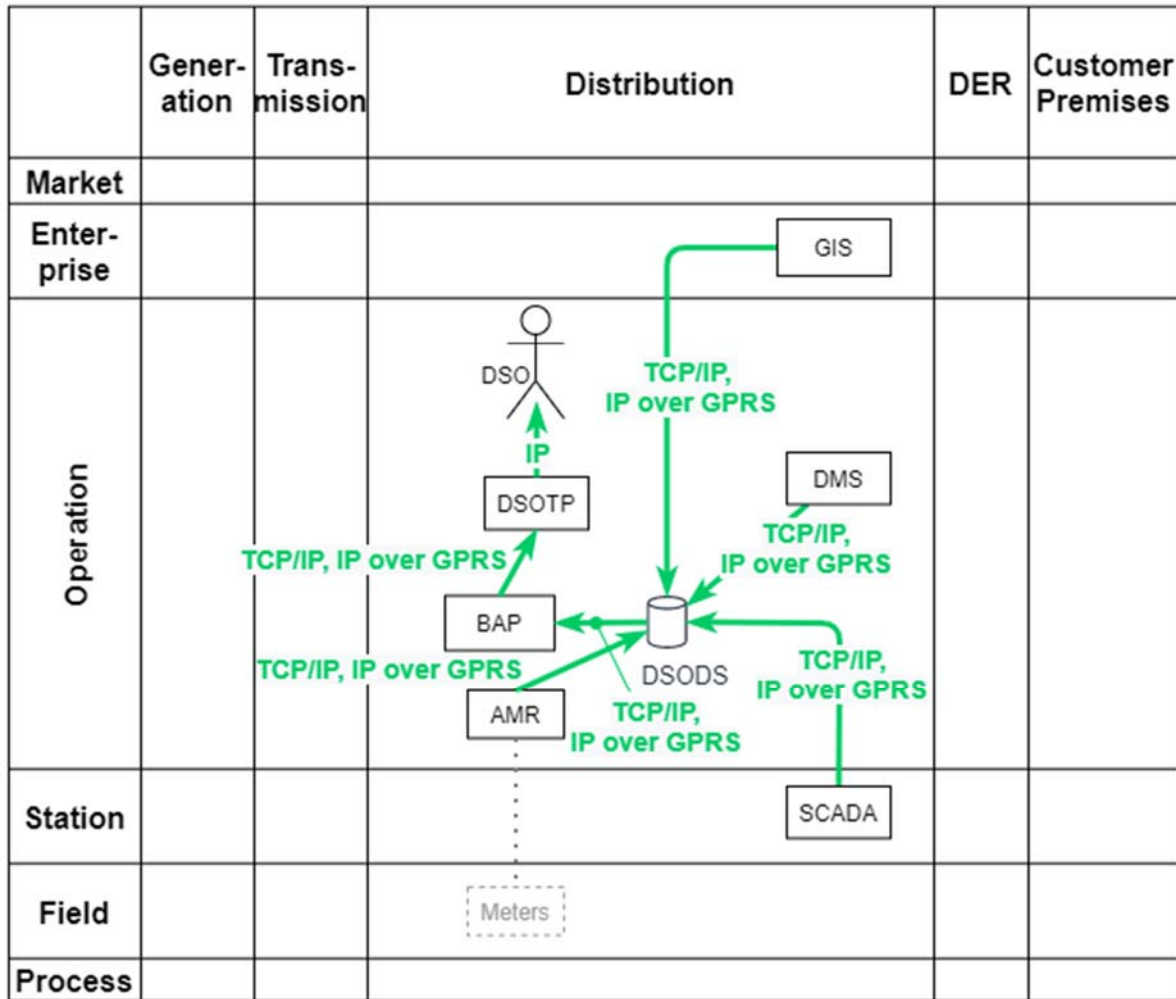 Gener-
ation
Trans-
mission
Distribution
DER
Customer
Premises
Market
Enter-
prise
GIS
Operation
DSO
TCP/IP,
IP over GPRS
IP
DMS
DSOTP
TCP/IP,
IP over GPRS
TCP/IP, IP over GPRS
BAP
TCP/IP, IP over GPRS
DSODS
TCP/IP,
IP over GPRS
AMR
TCP/IP,
IP over GPRS
Station
SCADA
Field
Meters
Process